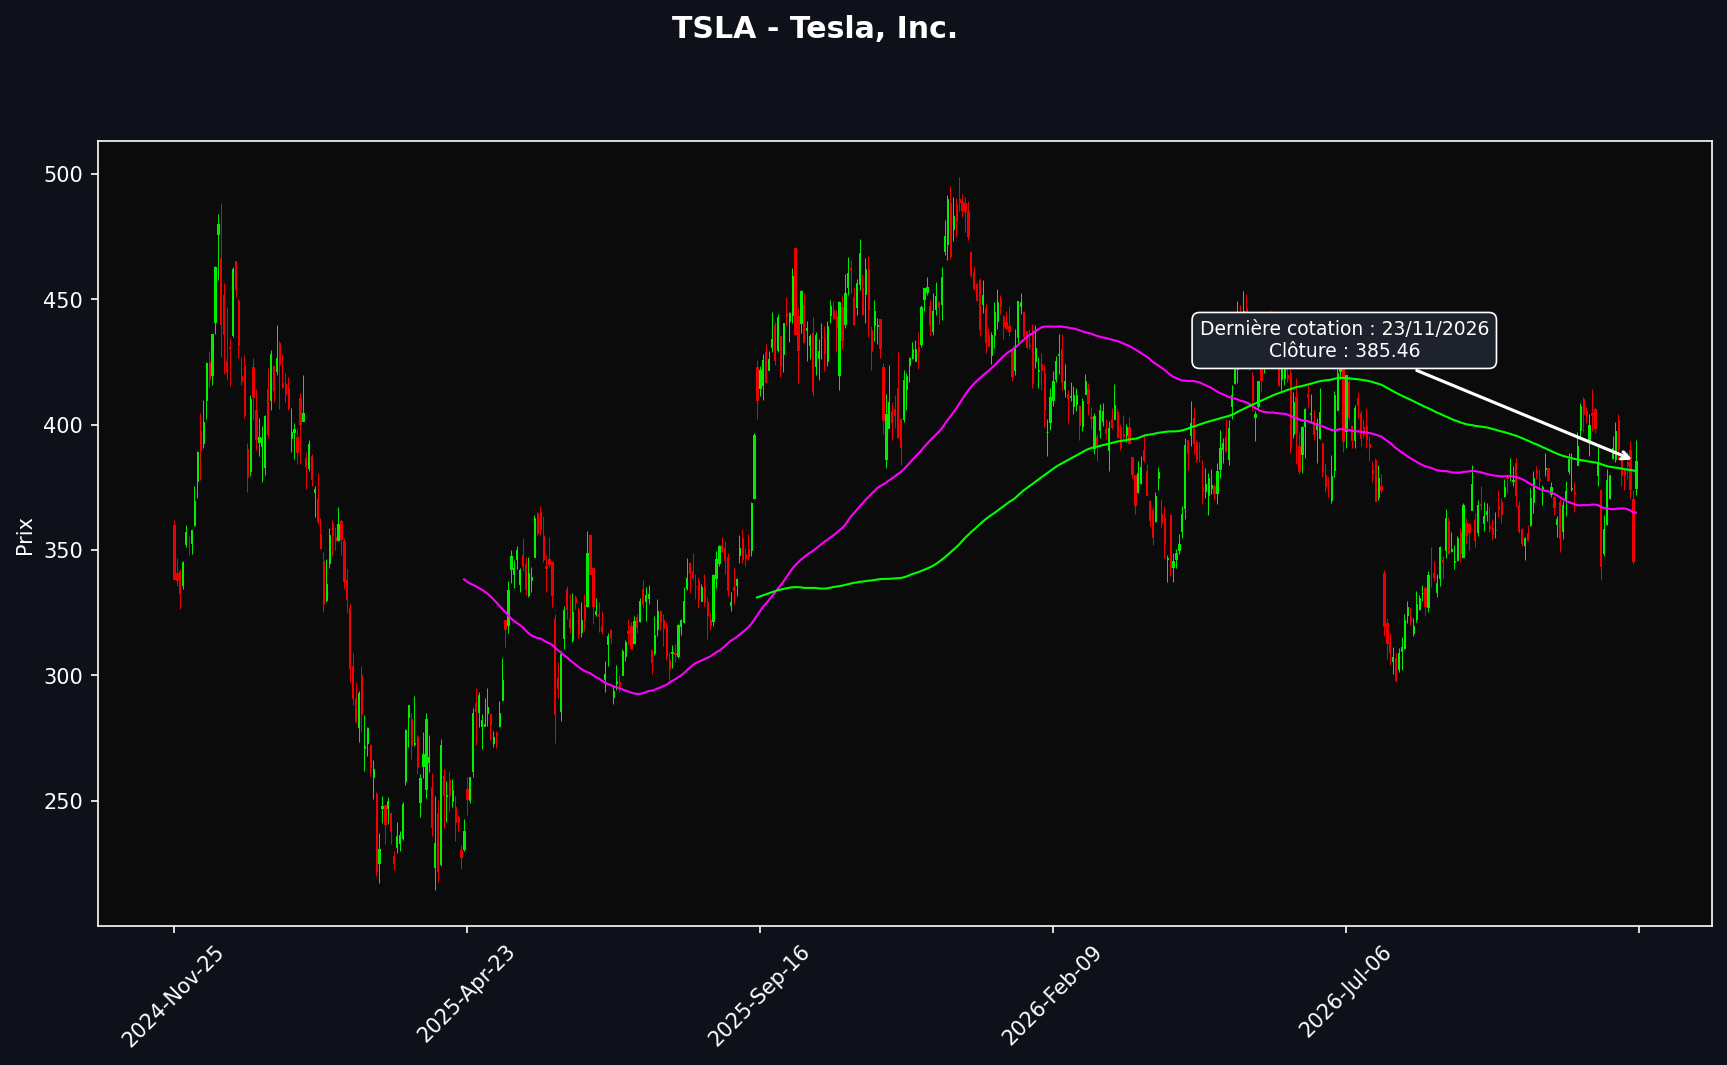 TSLA - Tesla, Inc.
Prix
500
450
400
350
300
250
Dernière cotation : 23/11/2026
Clôture : 385.46
2024-Nov-25
2025-Apr-23
2025-Sep-16
2026-Feb-09
2026-Jul-06